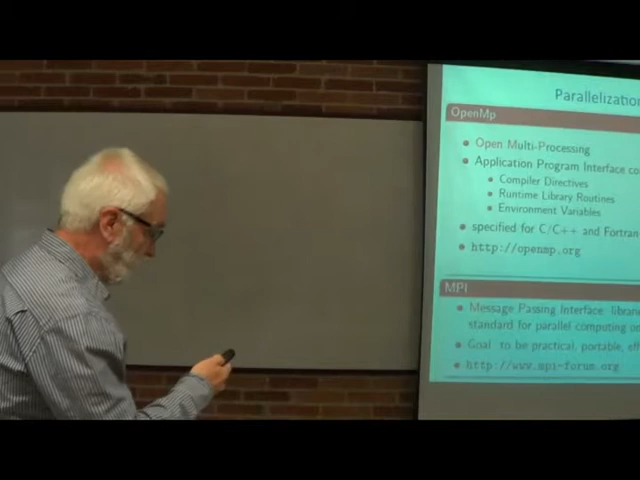 Parallelization
OpenMp
Open Multi-Processing
Application Program Interface
Compiler Directives
Runtime Library Routines
Environment Variables
specified for C/C++ and Fortran
http://openmp.org
MPI
Message Passing Interface
standard for parallel computing
Goal to be practical, portable,
http://www.mpi-forum.org